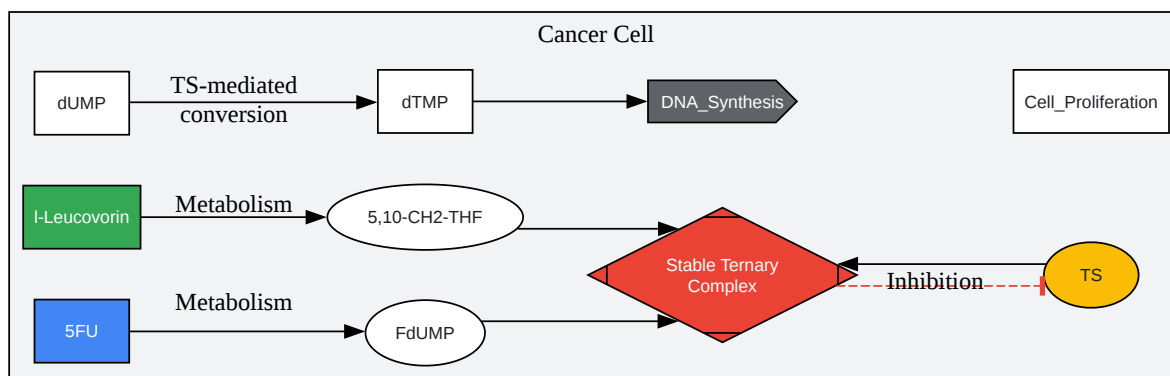 Cancer Cell
dUMP
TS-mediated
conversion
dTMP
DNA_Synthesis
Cell_Proliferation
l-Leucovorin
Metabolism
5,10-CH2-THF
Stable Ternary
Complex
Inhibition
TS
5FU
Metabolism
FdUMP